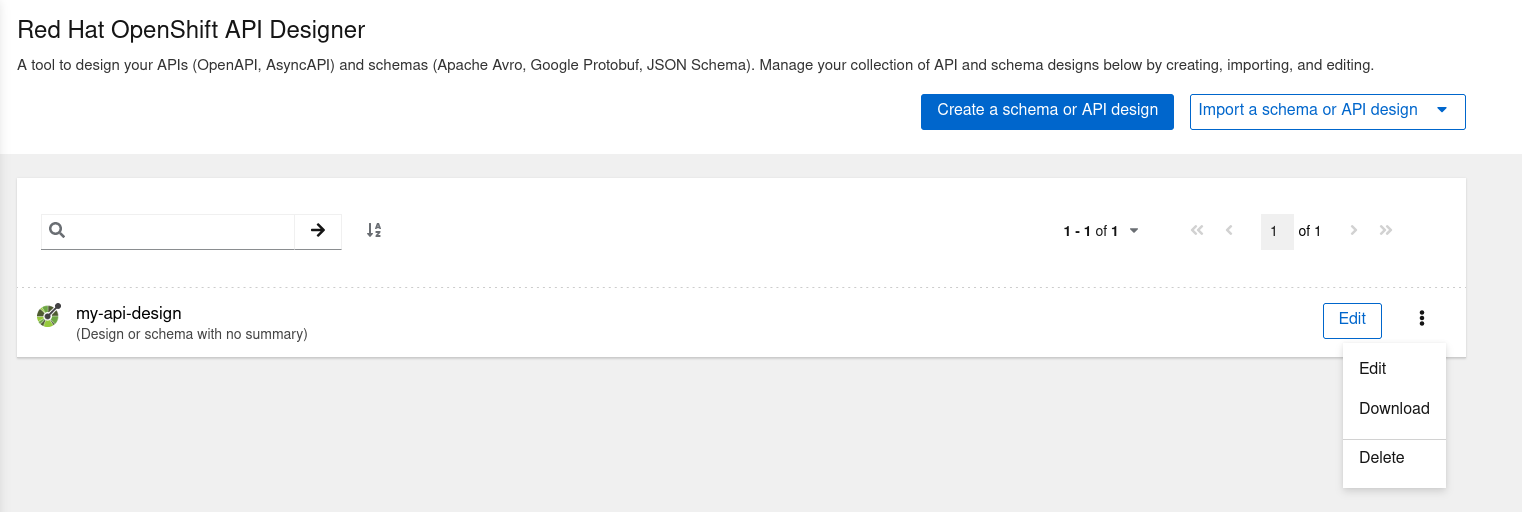 Red Hat OpenShift API Designer
A tool to design your APIs (OpenAPI, AsyncAPI) and schemas (Apache Avro, Google Protobuf, JSON Schema). Manage your collection of API and schema designs below by creating, importing, and editing.
Create a schema or API design
Import a schema or API design
1 - 1 of 1
1 of 1
my-api-design
(Design or schema with no summary)
Edit
Edit
Download
Delete